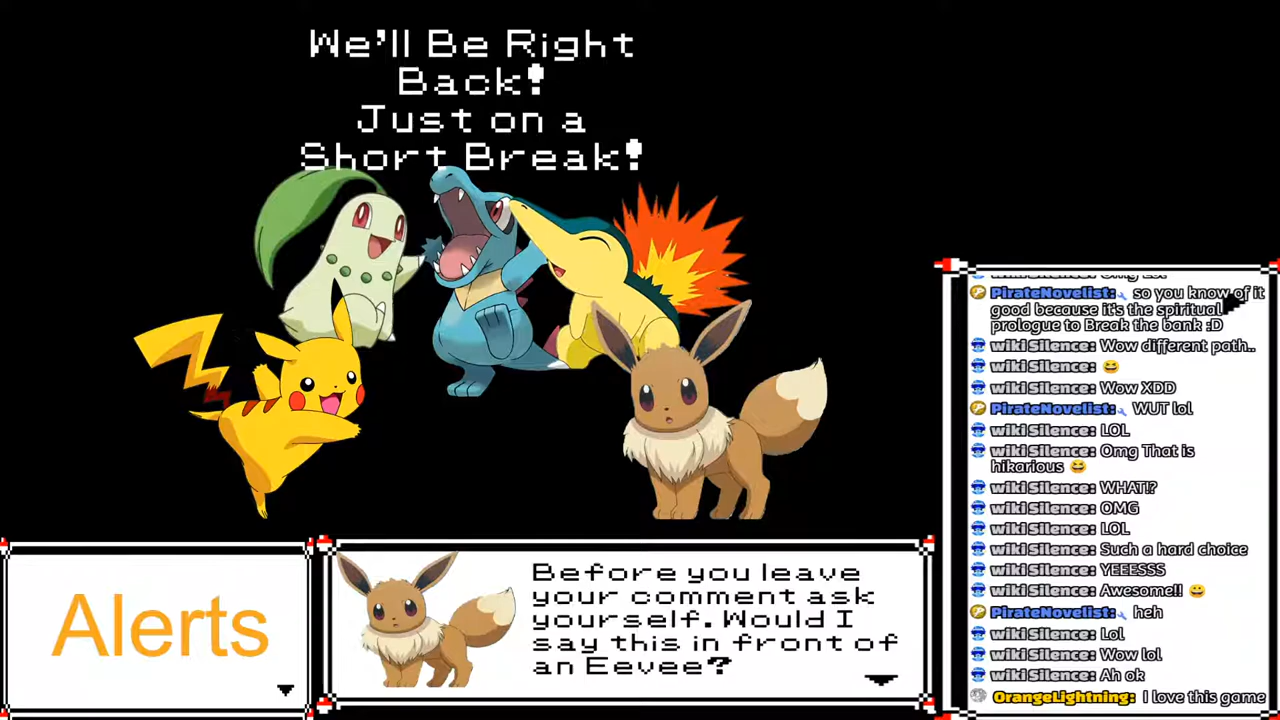 We'll Be Right
Back!
Just on a
Short Break!
PirateNovelist: so you know of it
good because it's the spiritual
prologue to Break the bank :D
wiki Silence: Wow different path..
wiki Silence: 😆
wiki Silence: Wow XDD
PirateNovelist: WUT lol
wiki Silence: LOL
wiki Silence: Omg That is
hikarious 😆
wiki Silence: WHAT!?
wiki Silence: OMG
wiki Silence: LOL
wiki Silence: Such a hard choice
wiki Silence: YEEESSS
wiki Silence: Awesome!! 😀
PirateNovelist: heh
wiki Silence: Lol
wiki Silence: Wow lol
wiki Silence: Ah ok
OrangeLightning: I love this game
Alerts
Before you leave
your comment ask
yourself. Would I
say this in front of
an Eevee?